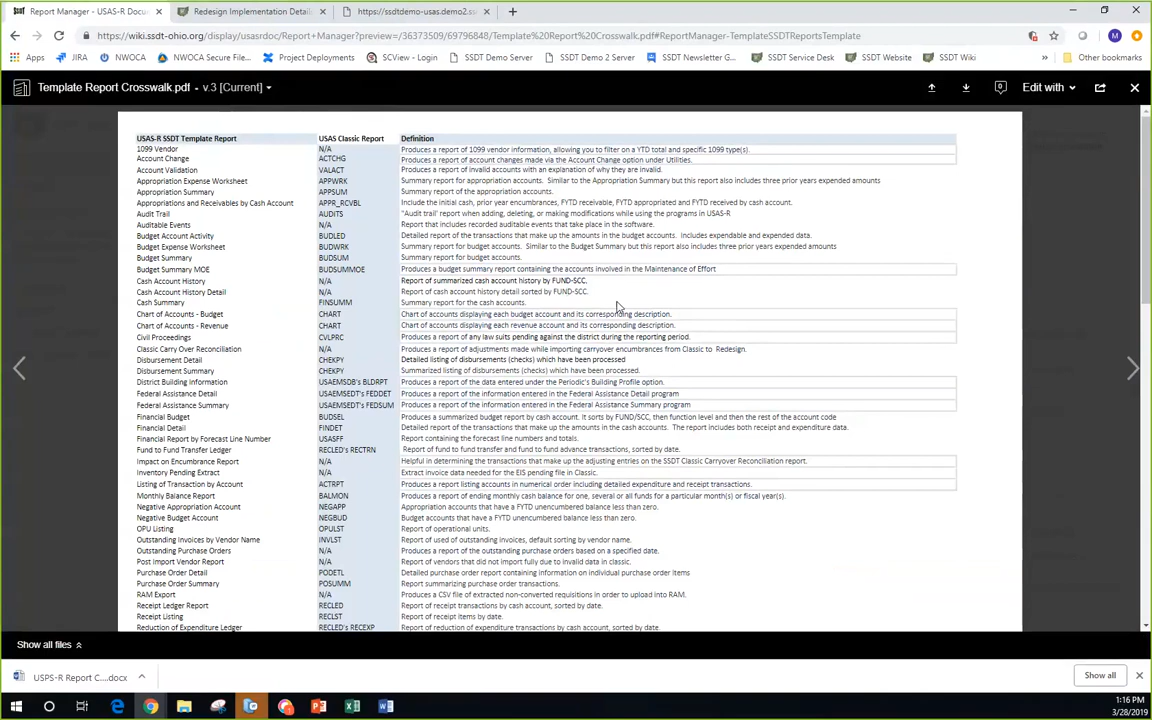 Report Manager - USAS-R Docu
Redesign Implementation Detail
https://ssdtdemo-usas.demo2.ss
https://wiki.ssdt-ohio.org/display/usasrdoc/Report+Manager?preview=/36373509/69796848/Template%20Report%20Crosswalk.pdf#ReportManager-TemplateSSDTReportsTemplate
M
Apps JIRA NWOCA NWOCA Secure File... Project Deployments SCView - Login SSDT Demo Server SSDT Demo 2 Server SSDT Newsletter G... SSDT Service Desk SSDT Website SSDT Wiki Other bookmarks
Template Report Crosswalk.pdf - v.3 [Current] Edit with
USAS-R SSDT Template Report USAS Classic Report Definition
1099 Vendor N/A Produces a report of 1099 vendor information, allowing you to filter on a YTD total and specific 1099 type(s).
Account Change ACTCHG Produces a report of account changes made via the Account Change option under Utilities.
Account Validation VALACT Produces a report of invalid accounts with an explanation of why they are invalid.
Appropriation Expense Worksheet APPWRK Summary report for appropriation accounts. Similar to the Appropriation Summary but this report also includes three prior years expended amounts
Appropriation Summary APPSUM Summary report of the appropriation accounts.
Appropriations and Receivables by Cash Account APPR_RCVBL Include the initial cash, prior year encumbrances, FYTD receivable, FYTD appropriated and FYTD received by cash account.
Audit Trail AUDITS "Audit trail" report when adding, deleting, or making modifications while using the programs in USAS-R
Auditable Events N/A Report that includes recorded auditable events that take place in the software.
Budget Account Activity BUDLED Detailed report of the transactions that make up the amounts in the budget accounts. Includes expendable and expended data.
Budget Expense Worksheet BUDWRK Summary report for budget accounts. Similar to the Budget Summary but this report also includes three prior years expended amounts
Budget Summary BUDSUM Summary report for budget accounts.
Budget Summary MOE BUDSUMMOE Produces a budget summary report containing the accounts involved in the Maintenance of Effort
Cash Account History N/A Report of summarized cash account history by FUND-SCC.
Cash Account History Detail N/A Report of cash account history detail sorted by FUND-SCC.
Cash Summary FINSUMM Summary report for the cash accounts.
Chart of Accounts - Budget CHART Chart of accounts displaying each budget account and its corresponding description.
Chart of Accounts - Revenue CHART Chart of accounts displaying each revenue account and its corresponding description.
Civil Proceedings CVLPRC Produces a report of any law suits pending against the district during the reporting period.
Classic Carry Over Reconciliation N/A Produces a report of adjustments made while importing carryover encumbrances from Classic to Redesign.
Disbursement Detail CHEKPY Detailed listing of disbursements (checks) which have been processed
Disbursement Summary CHEKPY Summarized listing of disbursements (checks) which have been processed.
District Building Information USAEMSDB's BLDRPT Produces a report of the data entered under the Periodic's Building Profile option.
Federal Assistance Detail USAEMSEDT's FEDDET Produces a report of the information entered in the Federal Assistance Detail program
Federal Assistance Summary USAEMSEDT's FEDSUM Produces a report of the information entered in the Federal Assistance Summary program
Financial Budget BUDSEL Produces a summarized budget report by cash account. It sorts by FUND/SCC, then function level and then the rest of the account code
Financial Detail FINDET Detailed report of the transactions that make up the amounts in the cash accounts. The report includes both receipt and expenditure data.
Financial Report by Forecast Line Number USASFF Report containing the forecast line numbers and totals.
Fund to Fund Transfer Ledger RECLED's RECTRN Report of fund to fund transfer and fund to fund advance transactions, sorted by date.
Impact on Encumbrance Report N/A Helpful in determining the transactions that make up the adjusting entries on the SSDT Classic Carryover Reconciliation report.
Inventory Pending Extract N/A Extract invoice data needed for the EIS pending file in Classic.
Listing of Transaction by Account ACTRPT Produces a report listing accounts in numerical order including detailed expenditure and receipt transactions.
Monthly Balance Report BALMON Produces a report of ending monthly cash balance for one, several or all funds for a particular month(s) or fiscal year(s).
Negative Appropriation Account NEGAPP Appropriation accounts that have a FYTD unencumbered balance less than zero.
Negative Budget Account NEGBUD Budget accounts that have a FYTD unencumbered balance less than zero.
OPU Listing OPULST Report of operational units.
Outstanding Invoices by Vendor Name INVLST Report of used of outstanding invoices, default sorting by vendor name.
Outstanding Purchase Orders N/A Produces a report of the outstanding purchase orders based on a specified date.
Post Import Vendor Report N/A Report of vendors that did not import fully due to invalid data in classic.
Purchase Order Detail PODETL Detailed purchase order report containing information on individual purchase order items
Purchase Order Summary POSUMM Report summarizing purchase order transactions.
RAM Export N/A Produces a CSV file of extracted non-converted requisitions in order to upload into RAM.
Receipt Ledger Report RECLED Report of receipt transactions by cash account, sorted by date.
Receipt Listing RECLST Report of receipt items by date.
Reduction of Expenditure Ledger RECLED's RECEXP Report of reduction of expenditure transactions by cash account, sorted by date.
Show all files
USPS-R Report C....docx Show all
1:16 PM
3/28/2019